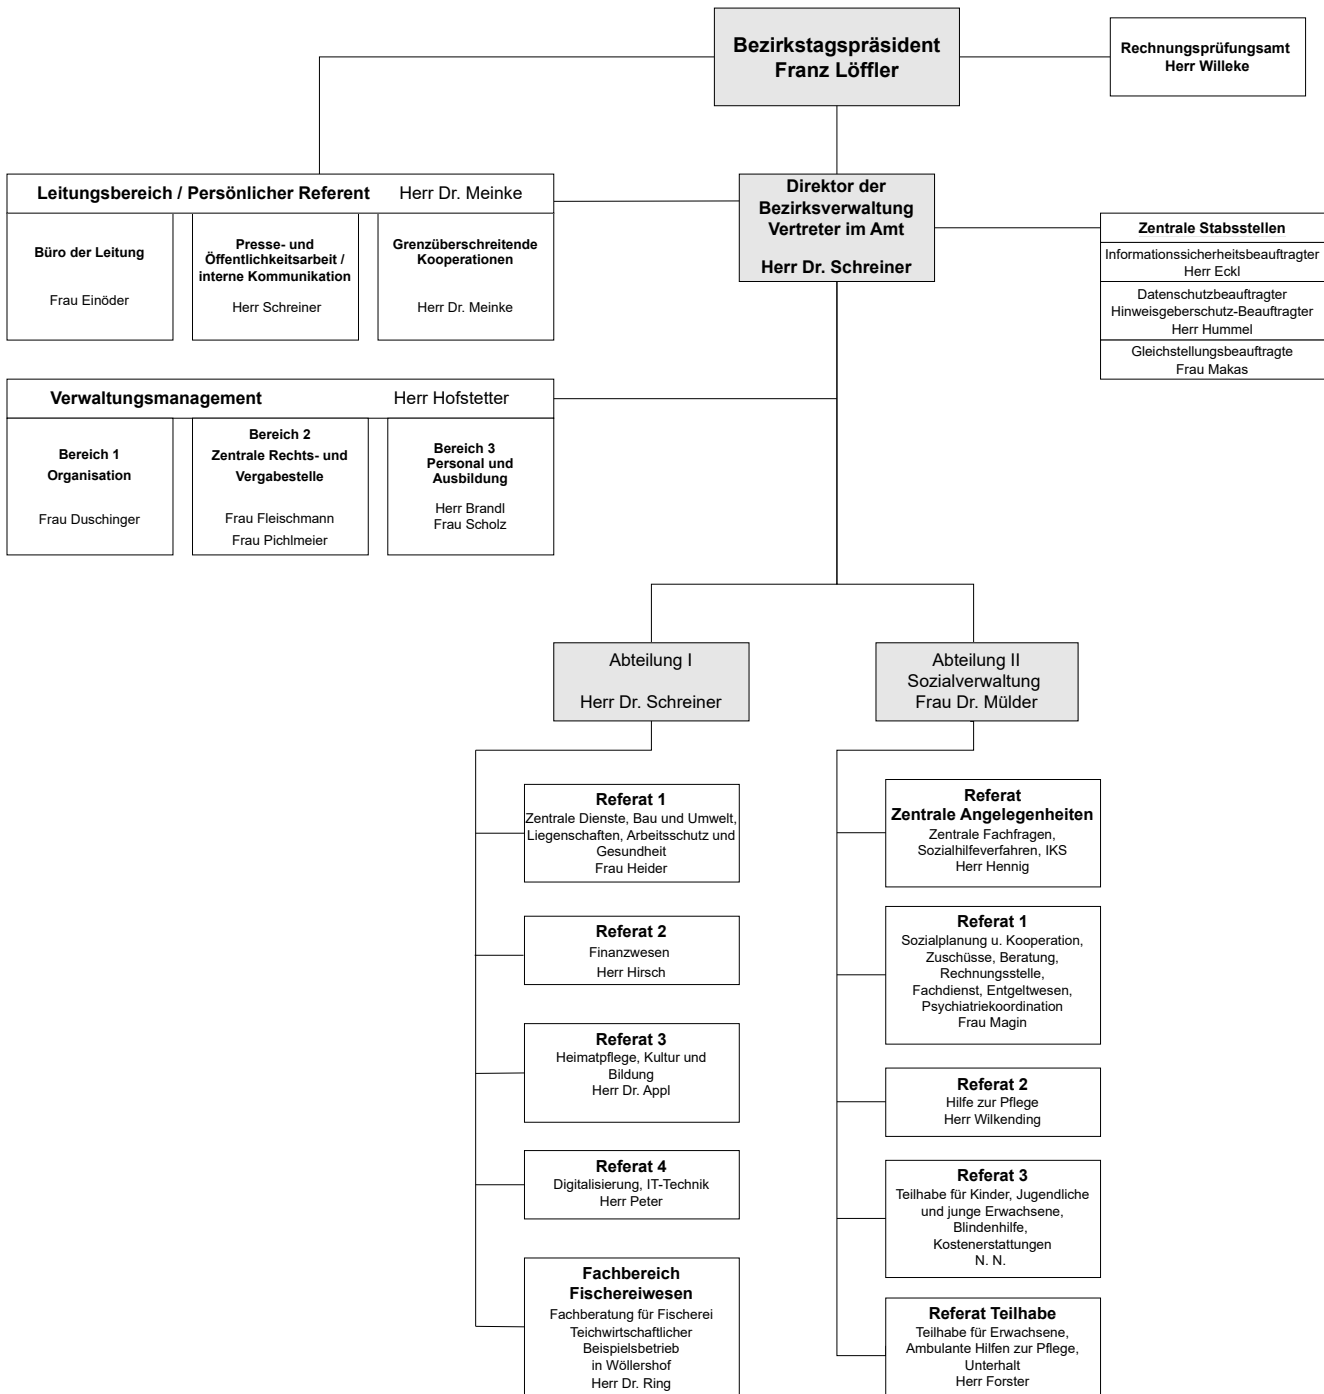 Bezirkstagspräsident
Franz Löffler
Rechnungsprüfungsamt
Herr Willeke
Leitungsbereich / Persönlicher Referent Herr Dr. Meinke
Büro der Leitung
Frau Einöder
Presse- und
Öffentlichkeitsarbeit /
interne Kommunikation
Herr Schreiner
Grenzüberschreitende
Kooperationen
Herr Dr. Meinke
Direktor der
Bezirksverwaltung
Vertreter im Amt
Herr Dr. Schreiner
Zentrale Stabsstellen
Informationssicherheitsbeauftragter
Herr Eckl
Datenschutzbeauftragter
Hinweisgeberschutz-Beauftragter
Herr Hummel
Gleichstellungsbeauftragte
Frau Makas
Verwaltungsmanagement Herr Hofstetter
Bereich 1
Organisation
Frau Duschinger
Bereich 2
Zentrale Rechts- und
Vergabestelle
Frau Fleischmann
Frau Pichlmeier
Bereich 3
Personal und
Ausbildung
Herr Brandl
Frau Scholz
Abteilung I
Herr Dr. Schreiner
Abteilung II
Sozialverwaltung
Frau Dr. Mülder
Referat 1
Zentrale Dienste, Bau und Umwelt,
Liegenschaften, Arbeitsschutz und
Gesundheit
Frau Heider
Referat 2
Finanzwesen
Herr Hirsch
Referat 3
Heimatpflege, Kultur und
Bildung
Herr Dr. Appl
Referat 4
Digitalisierung, IT-Technik
Herr Peter
Fachbereich
Fischereiwesen
Fachberatung für Fischerei
Teichwirtschaftlicher
Beispielsbetrieb
in Wöllershof
Herr Dr. Ring
Referat
Zentrale Angelegenheiten
Zentrale Fachfragen,
Sozialhilfeverfahren, IKS
Herr Hennig
Referat 1
Sozialplanung u. Kooperation,
Zuschüsse, Beratung,
Rechnungsstelle,
Fachdienst, Entgeltwesen,
Psychiatriekoordination
Frau Magin
Referat 2
Hilfe zur Pflege
Herr Wilkending
Referat 3
Teilhabe für Kinder, Jugendliche
und junge Erwachsene,
Blindenhilfe,
Kostenerstattungen
N. N.
Referat Teilhabe
Teilhabe für Erwachsene,
Ambulante Hilfen zur Pflege,
Unterhalt
Herr Forster